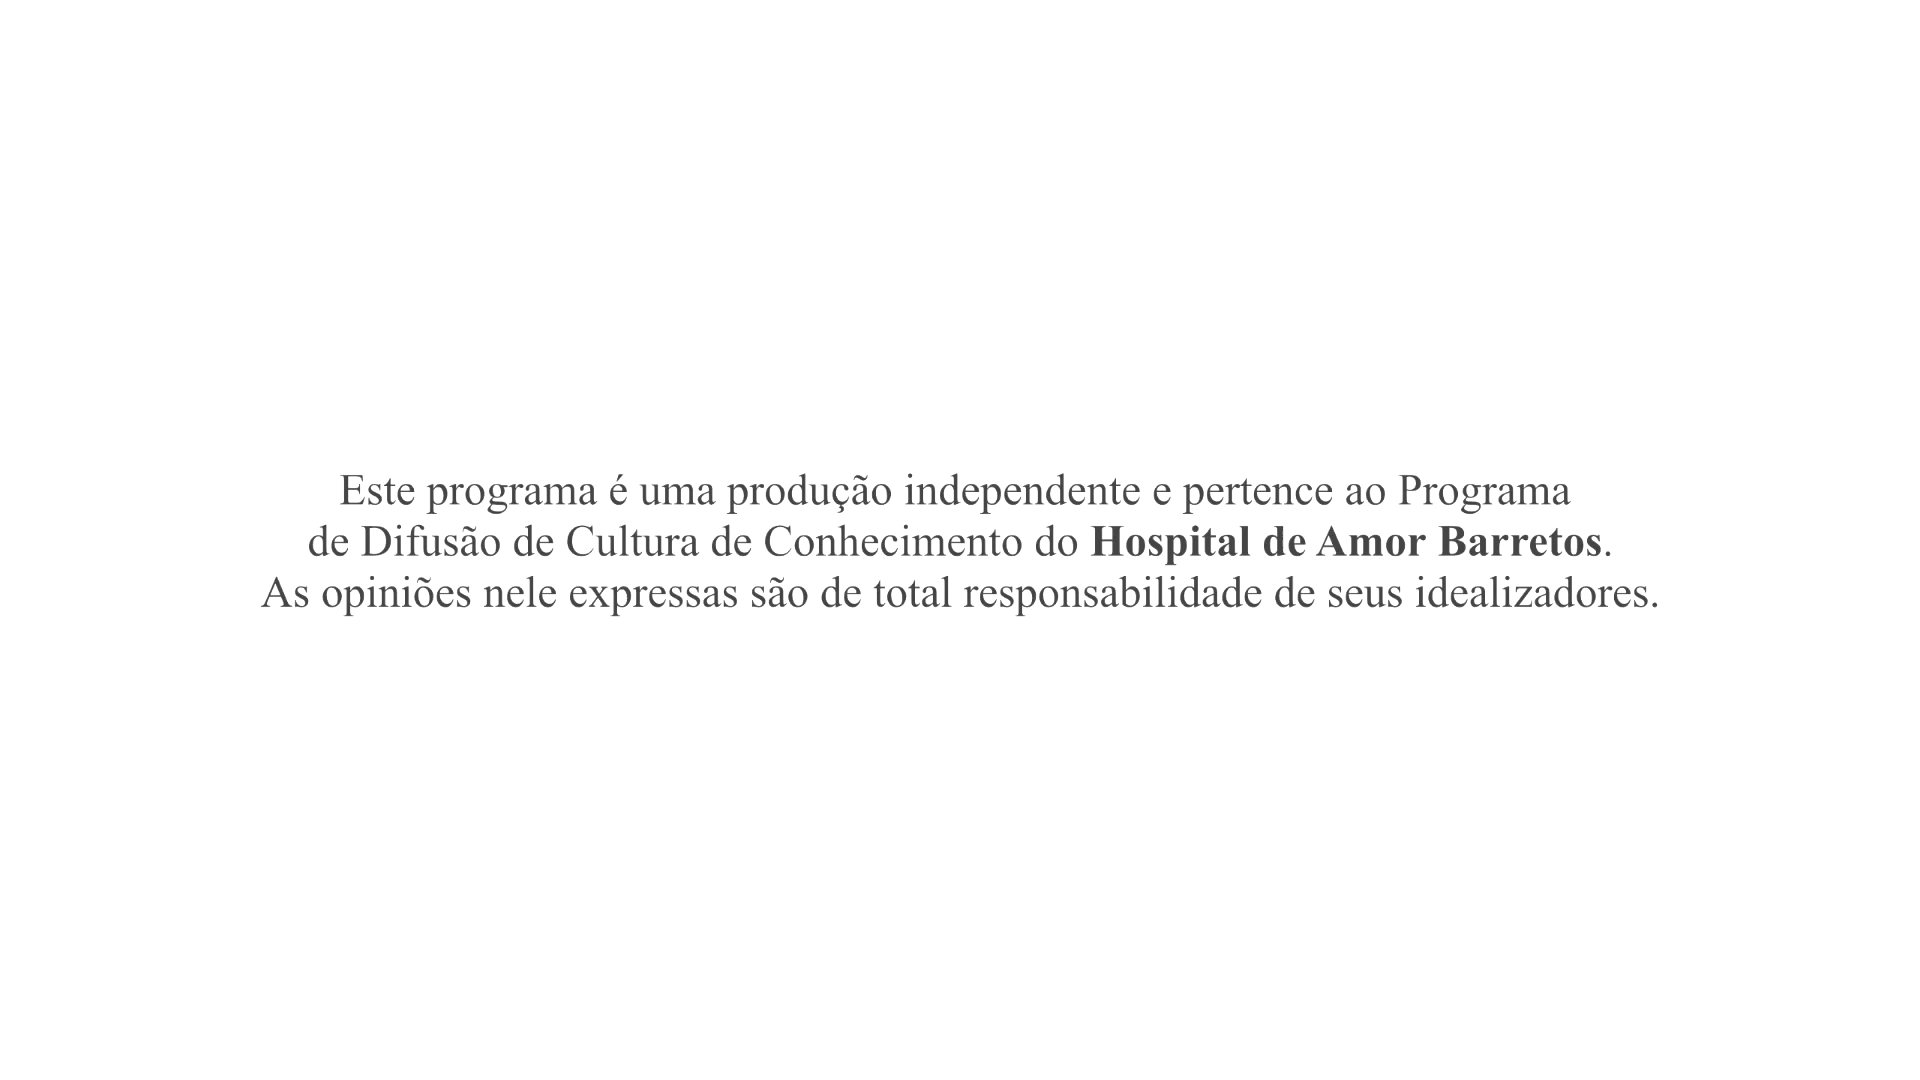 Este programa é uma produção independente e pertence ao Programa
de Difusão de Cultura de Conhecimento do Hospital de Amor Barretos.
As opiniões nele expressas são de total responsabilidade de seus idealizadores.